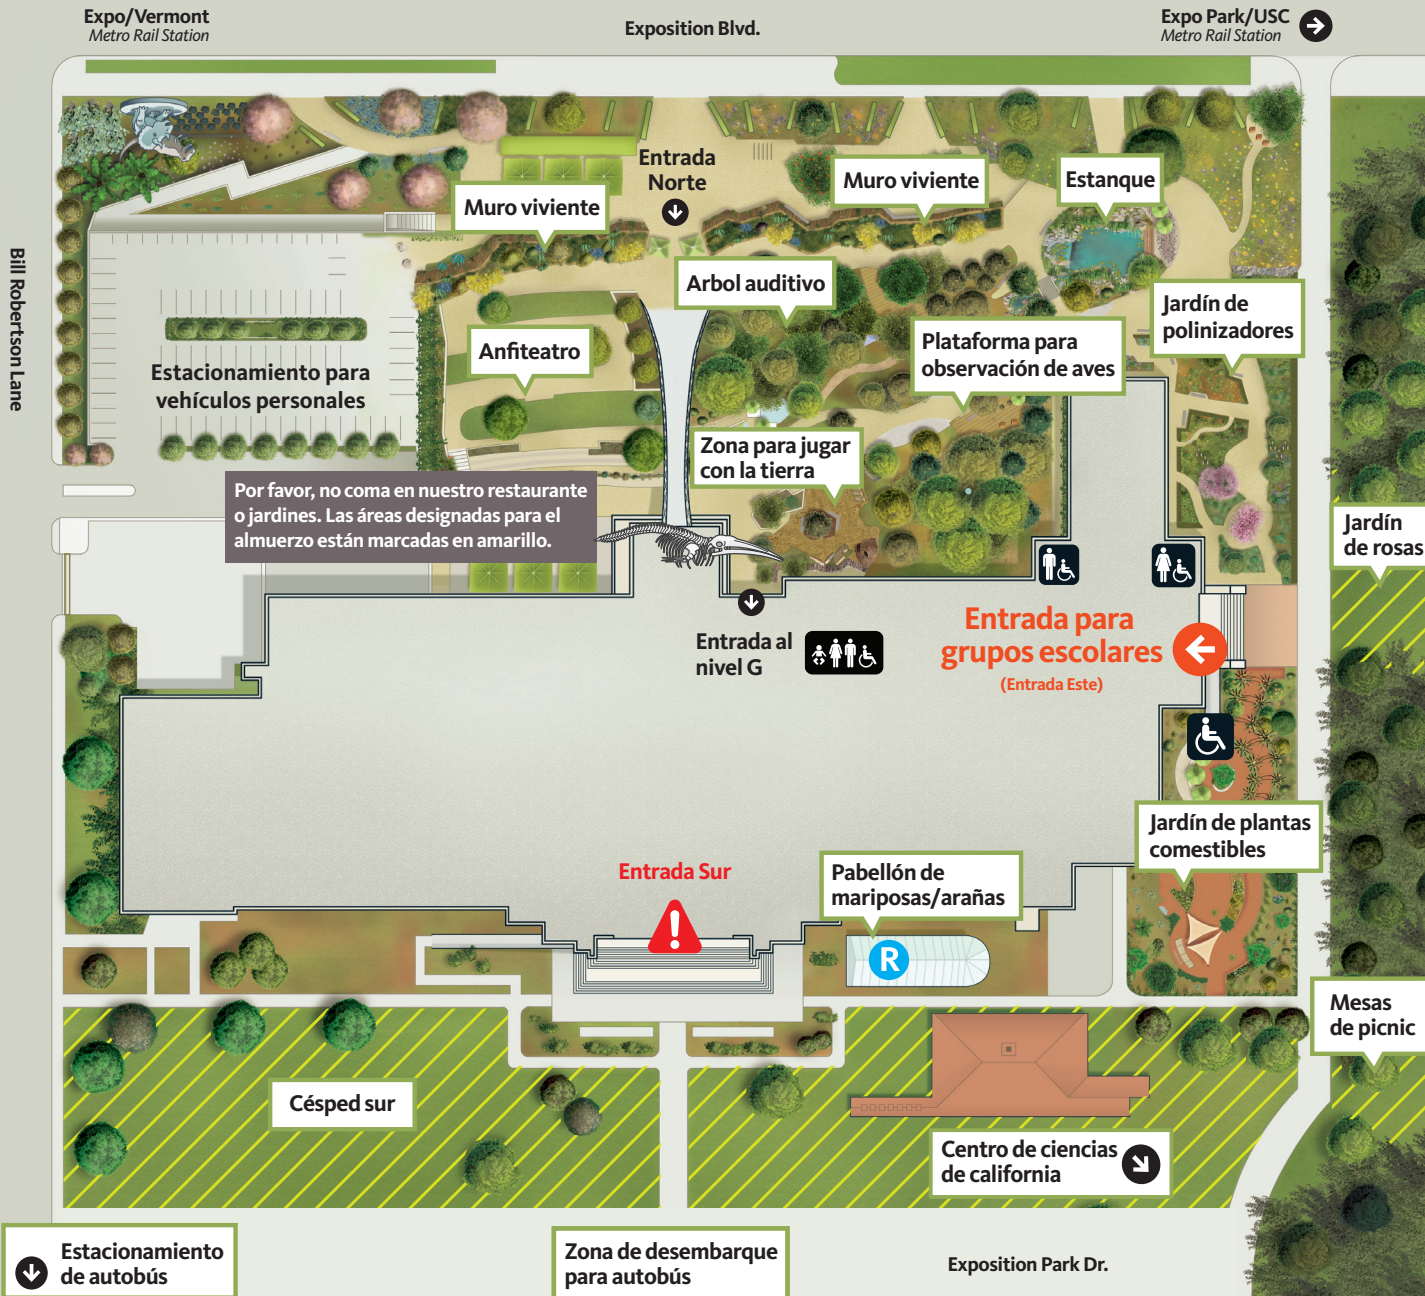 Expo/Vermont
Metro Rail Station
Exposition Blvd.
Expo Park/USC
Metro Rail Station
Entrada
Norte
Muro viviente
Muro viviente
Estanque
Bill Robertson Lane
Arbol auditivo
Jardín de
polinizadores
Anfiteatro
Plataforma para
observación de aves
Estacionamiento para
vehículos personales
Zona para jugar
con la tierra
Por favor, no coma en nuestro restaurante
o jardines. Las áreas designadas para el
almuerzo están marcadas en amarillo.
Jardín
de rosas
Entrada al
nivel G
Entrada para
grupos escolares
(Entrada Este)
Jardín de plantas
comestibles
Entrada Sur
Pabellón de
mariposas/arañas
R
Mesas
de picnic
Césped sur
Centro de ciencias
de california
Estacionamiento
de autobús
Zona de desembarque
para autobús
Exposition Park Dr.